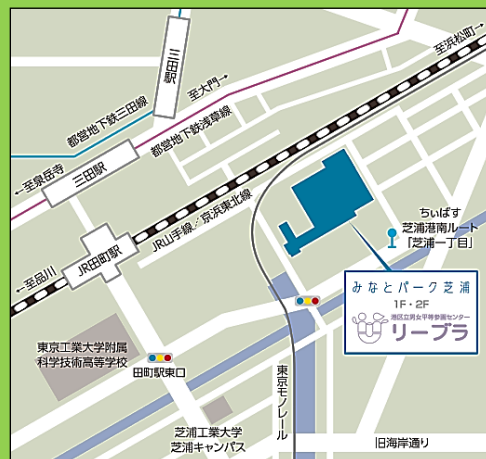 至浜松町→
三田駅
至大門→
都営地下鉄三田線
都営地下鉄浅草線
←至泉岳寺
三田駅
JR山手線／京浜東北線
ちぃばす
芝浦港南ルート
「芝浦一丁目」
JR田町駅
←至品川
みなとパーク芝浦
1F・2F
港区立男女平等参画センター
リーブラ
東京工業大学附属
科学技術高等学校
田町駅東口
東京モノレール
芝浦工業大学
芝浦キャンパス
旧海岸通り